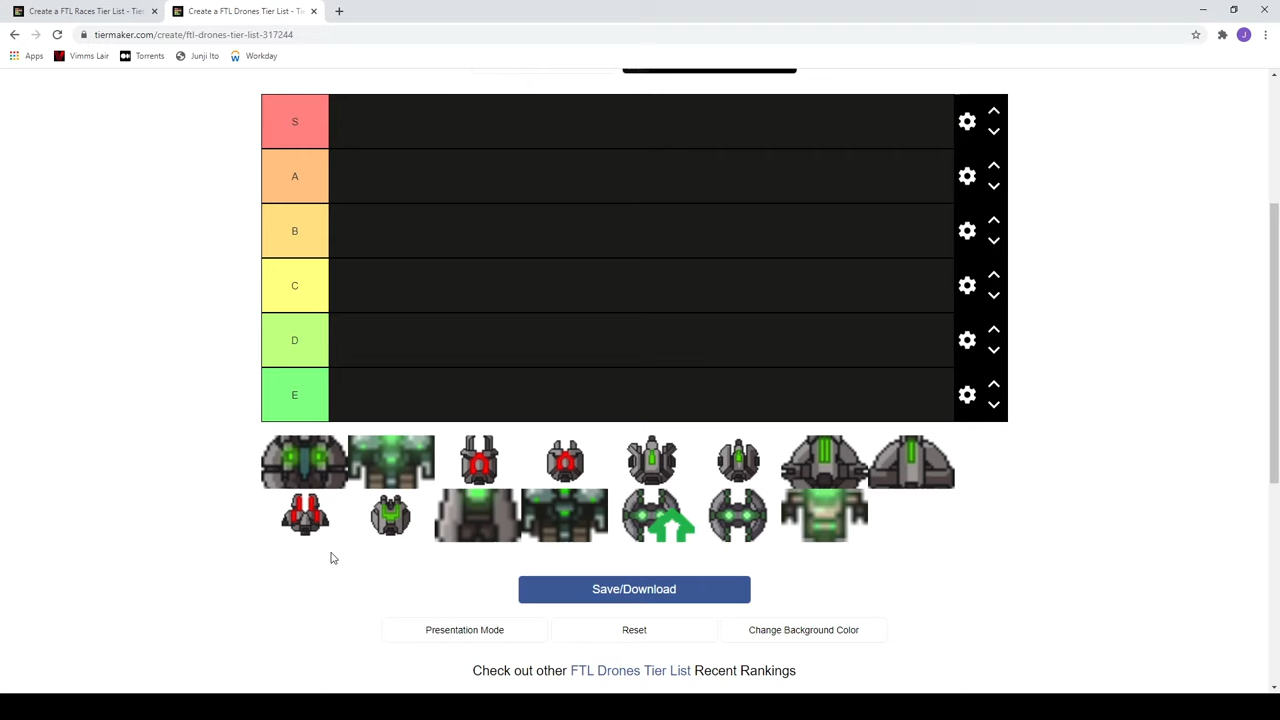 Create a FTL Races Tier List - Tie
Create a FTL Drones Tier List - Tie
tiermaker.com/create/ftl-drones-tier-list-317244
J
Apps Vimms Lair Torrents Junji Ito Workday
S
A
B
C
D
E
Save/Download
Presentation Mode Reset Change Background Color
Check out other FTL Drones Tier List Recent Rankings